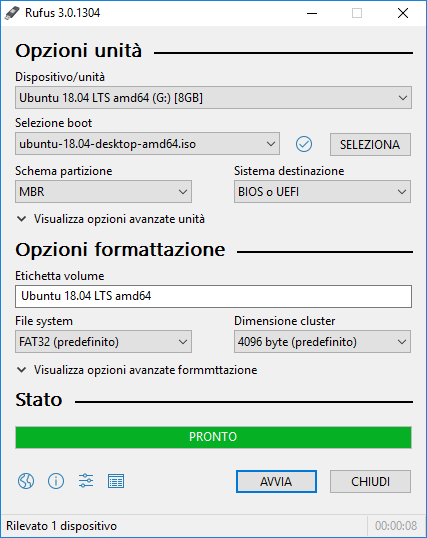 Rufus 3.0.1304
Opzioni unità
Dispositivo/unità
Ubuntu 18.04 LTS amd64 (G:) [8GB]
Selezione boot
ubuntu-18.04-desktop-amd64.iso
SELEZIONA
Schema partizione
Sistema destinazione
MBR
BIOS o UEFI
Visualizza opzioni avanzate unità
Opzioni formattazione
Etichetta volume
Ubuntu 18.04 LTS amd64
File system
Dimensione cluster
FAT32 (predefinito)
4096 byte (predefinito)
Visualizza opzioni avanzate formmttazione
Stato
PRONTO
AVVIA
CHIUDI
Rilevato 1 dispositivo
00:00:08